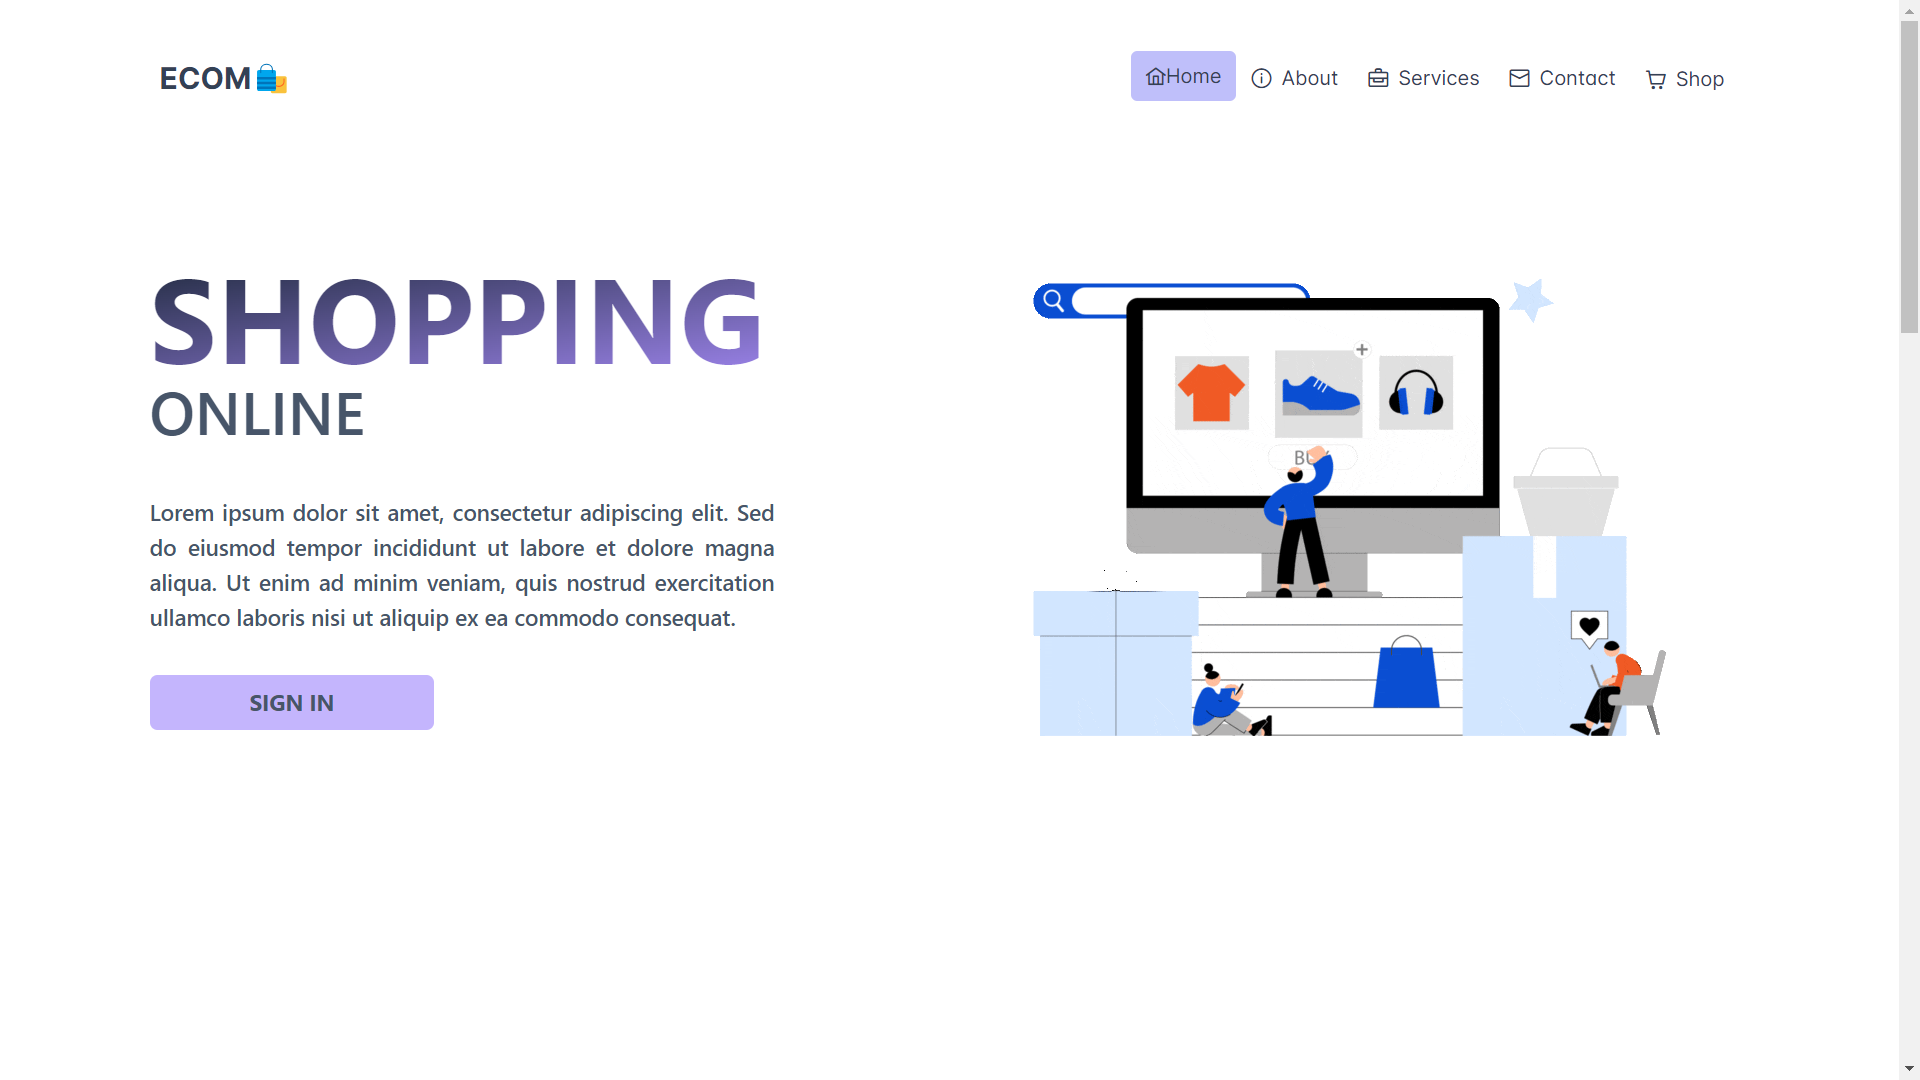 ECOM
Home About Services Contact Shop
SHOPPING
ONLINE
Lorem ipsum dolor sit amet, consectetur adipiscing elit. Sed
do eiusmod tempor incididunt ut labore et dolore magna
aliqua. Ut enim ad minim veniam, quis nostrud exercitation
ullamco laboris nisi ut aliquip ex ea commodo consequat.
SIGN IN